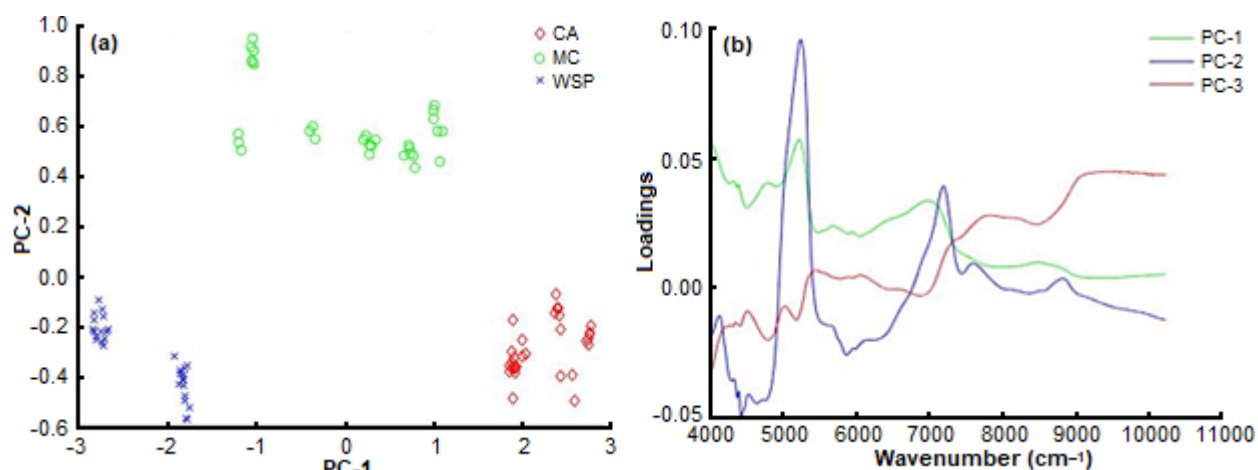 (a)
CA
MC
WSP
1.0
0.8
0.6
0.4
0.2
0.0
-0.2
-0.4
-0.6
PC-2
-3
-2
-1
0
1
2
3
PC-1
(b)
PC-1
PC-2
PC-3
0.10
0.05
0.00
-0.05
Loadings
4000 5000 6000 7000 8000 9000 10000 11000
Wavenumber (cm⁻¹)